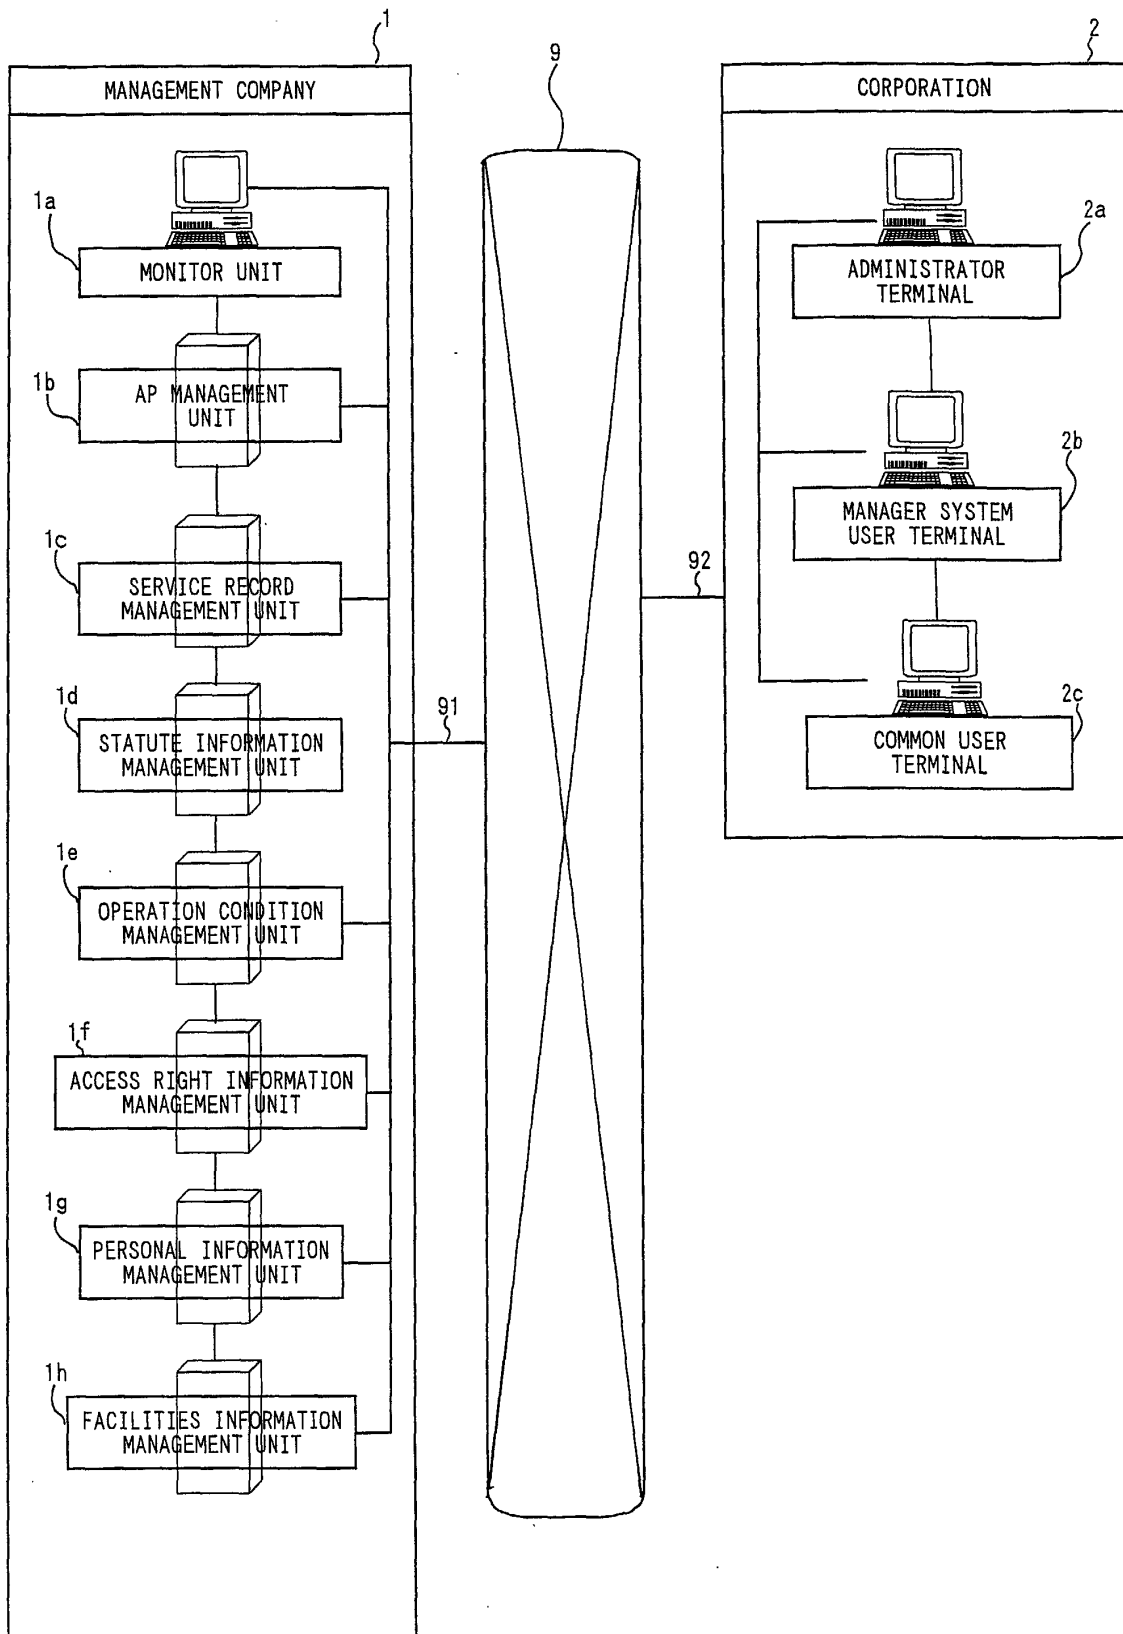 1
MANAGEMENT COMPANY
1a
MONITOR UNIT
1b
AP MANAGEMENT
UNIT
1c
SERVICE RECORD
MANAGEMENT UNIT
1d
STATUTE INFORMATION
MANAGEMENT UNIT
1e
OPERATION CONDITION
MANAGEMENT UNIT
1f
ACCESS RIGHT INFORMATION
MANAGEMENT UNIT
1g
PERSONAL INFORMATION
MANAGEMENT UNIT
1h
FACILITIES INFORMATION
MANAGEMENT UNIT
91
9
92
2
CORPORATION
2a
ADMINISTRATOR
TERMINAL
2b
MANAGER SYSTEM
USER TERMINAL
2c
COMMON USER
TERMINAL